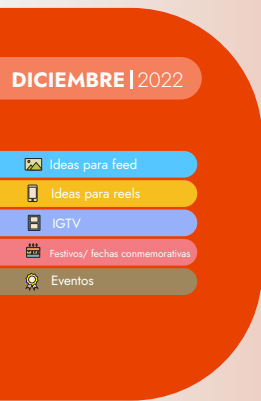 DICIEMBRE | 2022
Ideas para feed
Ideas para reels
IGTV
Festivos/ fechas conmemorativas
Eventos